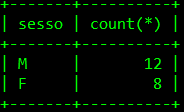 +-------+----------+
| sesso | count(*) |
+-------+----------+
| M     |       12 |
| F     |        8 |
+-------+----------+